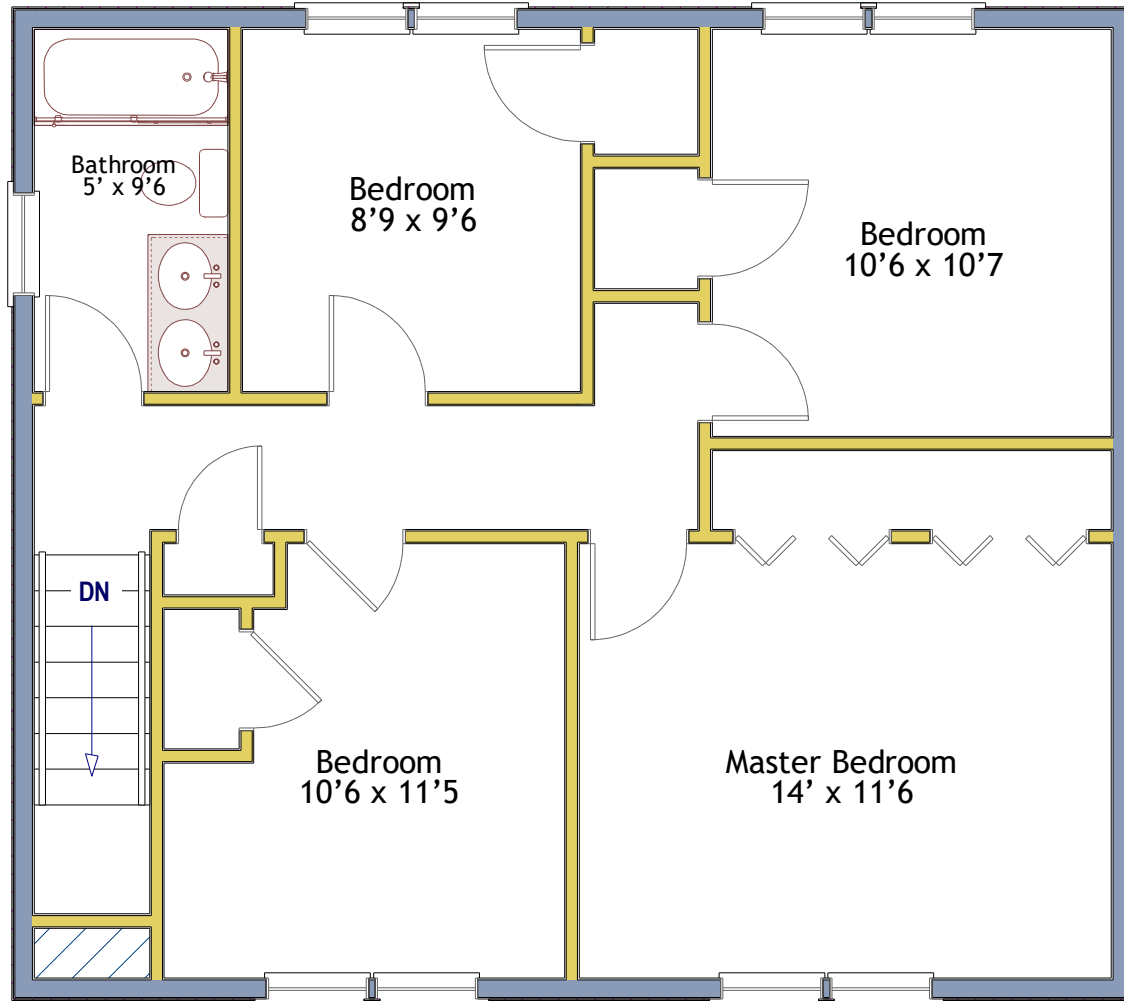 Bathroom
5' x 9'6
Bedroom
8'9 x 9'6
Bedroom
10'6 x 10'7
DN
Bedroom
10'6 x 11'5
Master Bedroom
14' x 11'6